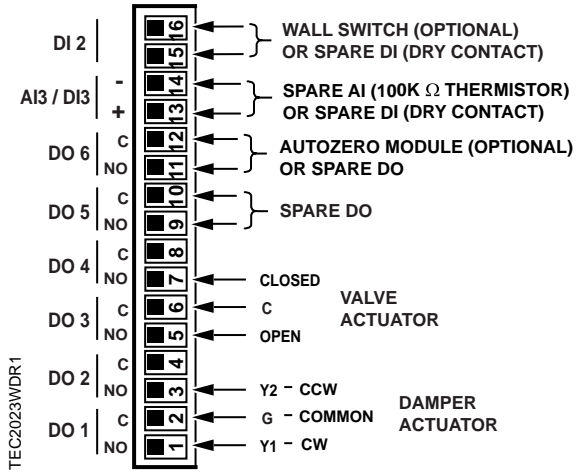 DI 2
16
15
WALL SWITCH (OPTIONAL)
OR SPARE DI (DRY CONTACT)
AI3 / DI3
-
+
14
13
SPARE AI (100K Ω THERMISTOR)
OR SPARE DI (DRY CONTACT)
DO 6
C
NO
12
11
AUTOZERO MODULE (OPTIONAL)
OR SPARE DO
DO 5
C
NO
10
9
SPARE DO
DO 4
C
NO
8
7
CLOSED
DO 3
C
NO
6
5
C
OPEN
VALVE
ACTUATOR
DO 2
C
NO
4
3
Y2 - CCW
DO 1
C
NO
2
1
G - COMMON
Y1 - CW
DAMPER
ACTUATOR
TEC2023WDR1